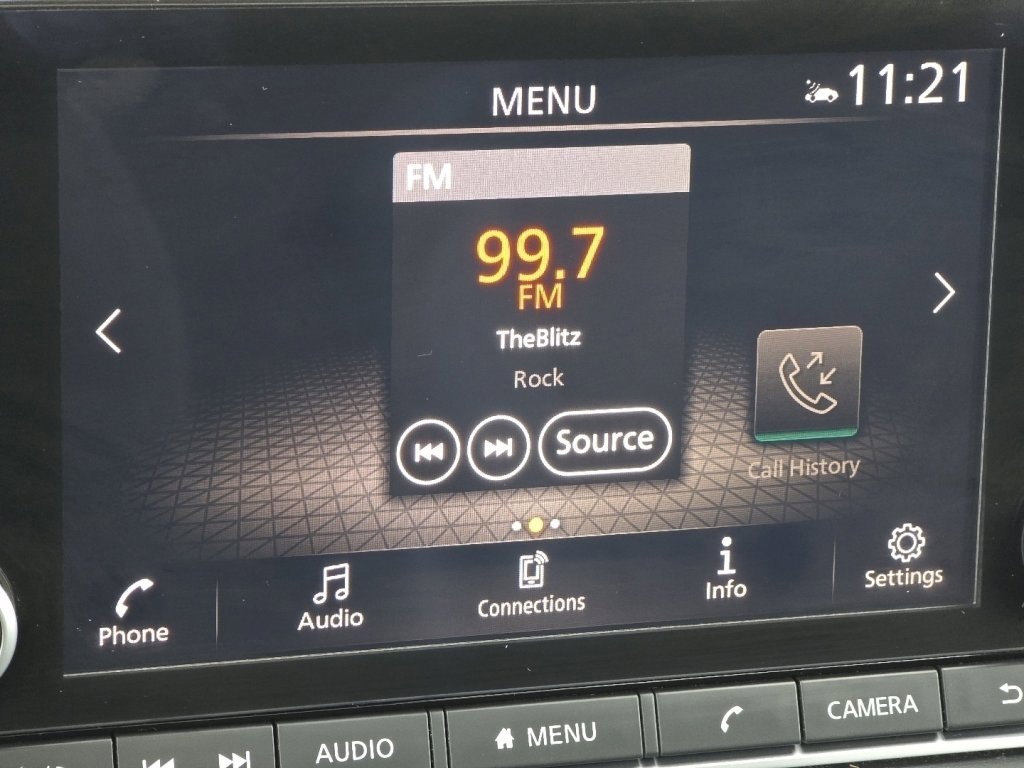 MENU
11:21
FM
99.7
FM
TheBlitz
Rock
Source
Call History
Phone
Audio
Connections
Info
Settings
AUDIO
MENU
CAMERA